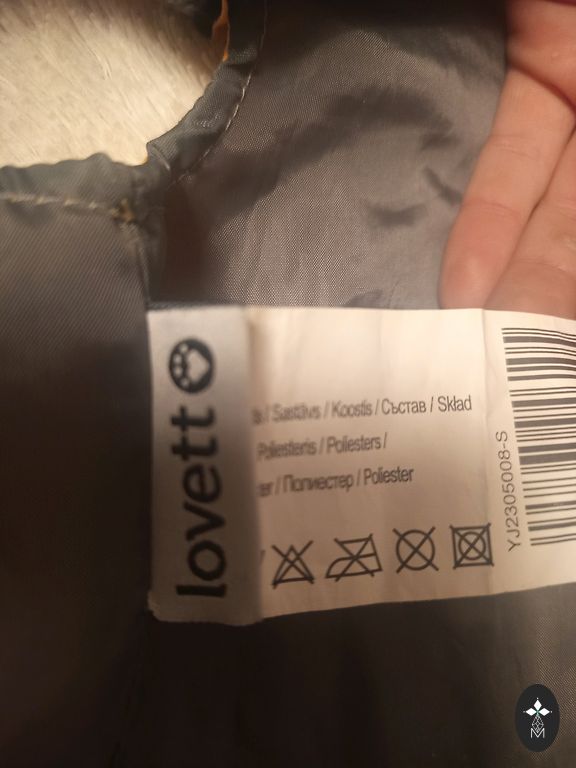 lovett
/ Sastāvs / Koostis / Състав / Skład
Poliesteris / Poliesters /
/ Полиестер / Poliester
YJ2305008-S
M